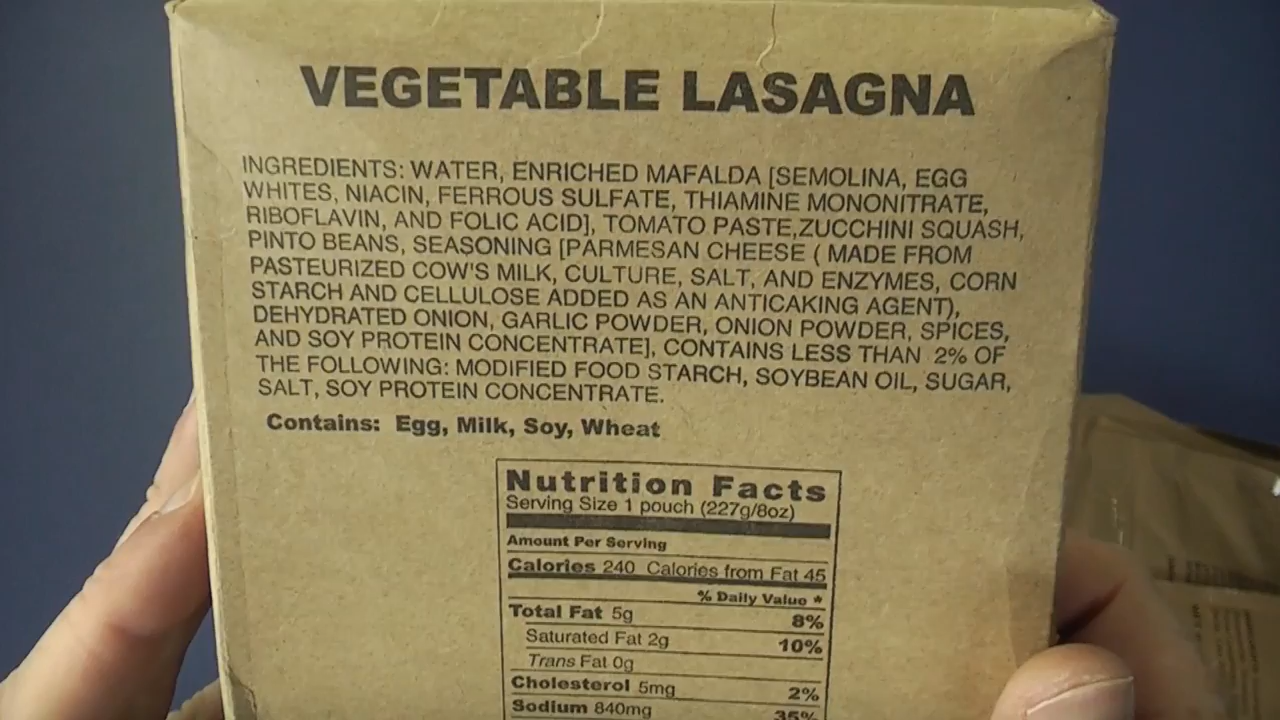 VEGETABLE LASAGNA
INGREDIENTS: WATER, ENRICHED MAFALDA [SEMOLINA, EGG
WHITES, NIACIN, FERROUS SULFATE, THIAMINE MONONITRATE,
RIBOFLAVIN, AND FOLIC ACID], TOMATO PASTE,ZUCCHINI SQUASH,
PINTO BEANS, SEASONING [PARMESAN CHEESE ( MADE FROM
PASTEURIZED COW'S MILK, CULTURE, SALT, AND ENZYMES, CORN
STARCH AND CELLULOSE ADDED AS AN ANTICAKING AGENT),
DEHYDRATED ONION, GARLIC POWDER, ONION POWDER, SPICES,
AND SOY PROTEIN CONCENTRATE], CONTAINS LESS THAN 2% OF
THE FOLLOWING: MODIFIED FOOD STARCH, SOYBEAN OIL, SUGAR,
SALT, SOY PROTEIN CONCENTRATE.
Contains: Egg, Milk, Soy, Wheat
Nutrition Facts
Serving Size 1 pouch (227g/8oz)
Amount Per Serving
Calories 240 Calories from Fat 45
% Daily Value *
Total Fat 5g 8%
Saturated Fat 2g 10%
Trans Fat 0g
Cholesterol 5mg 2%
Sodium 840mg 35%